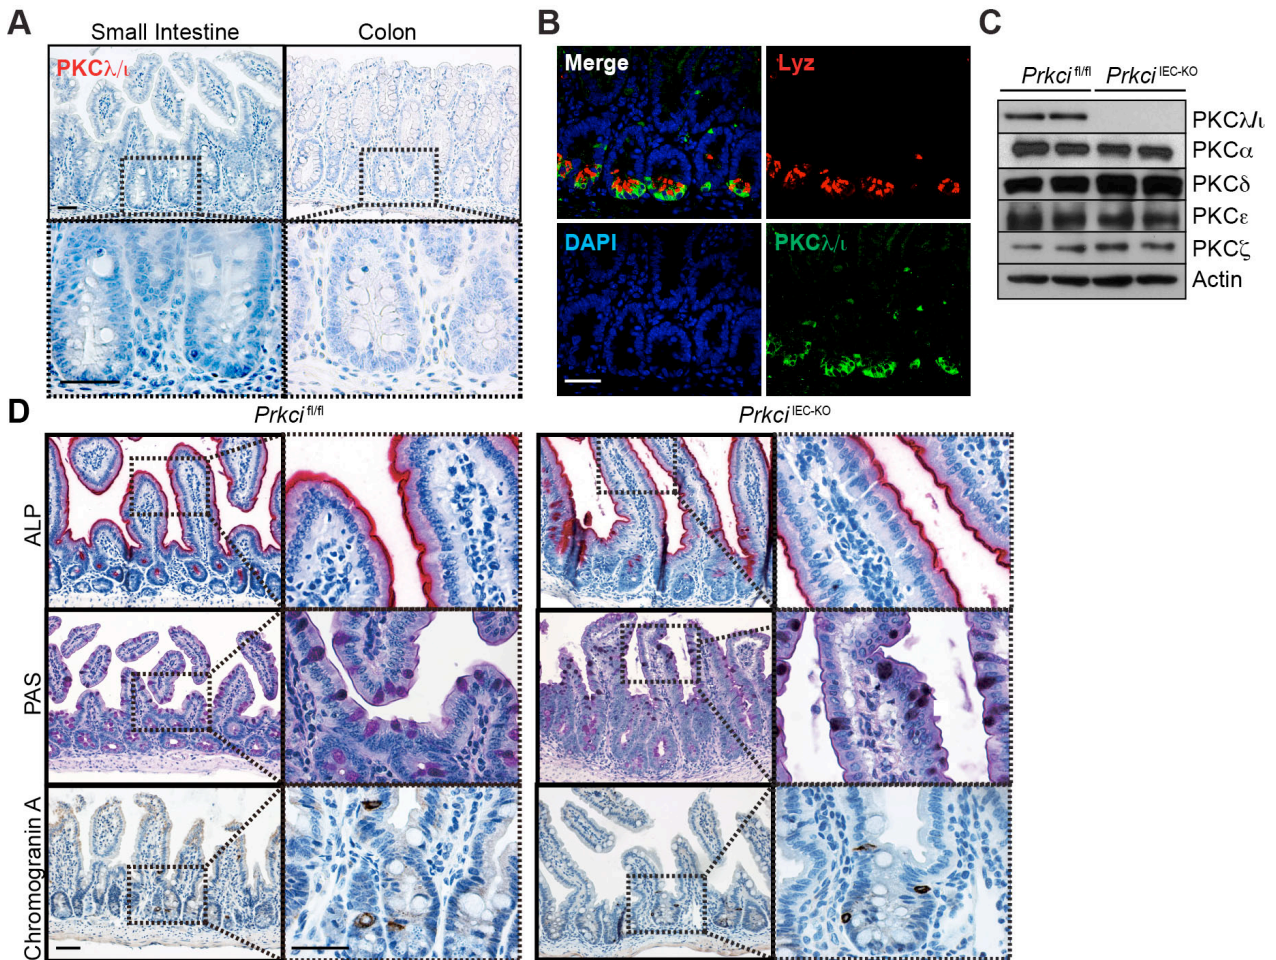 A
Small Intestine
Colon
PKCλ/ι
B
Merge
Lyz
DAPI
PKCλ/ι
C
Prkci fl/fl
Prkci IEC-KO
PKCλ/ι
PKCα
PKCδ
PKCε
PKCζ
Actin
D
Prkci fl/fl
Prkci IEC-KO
ALP
PAS
Chromogranin A